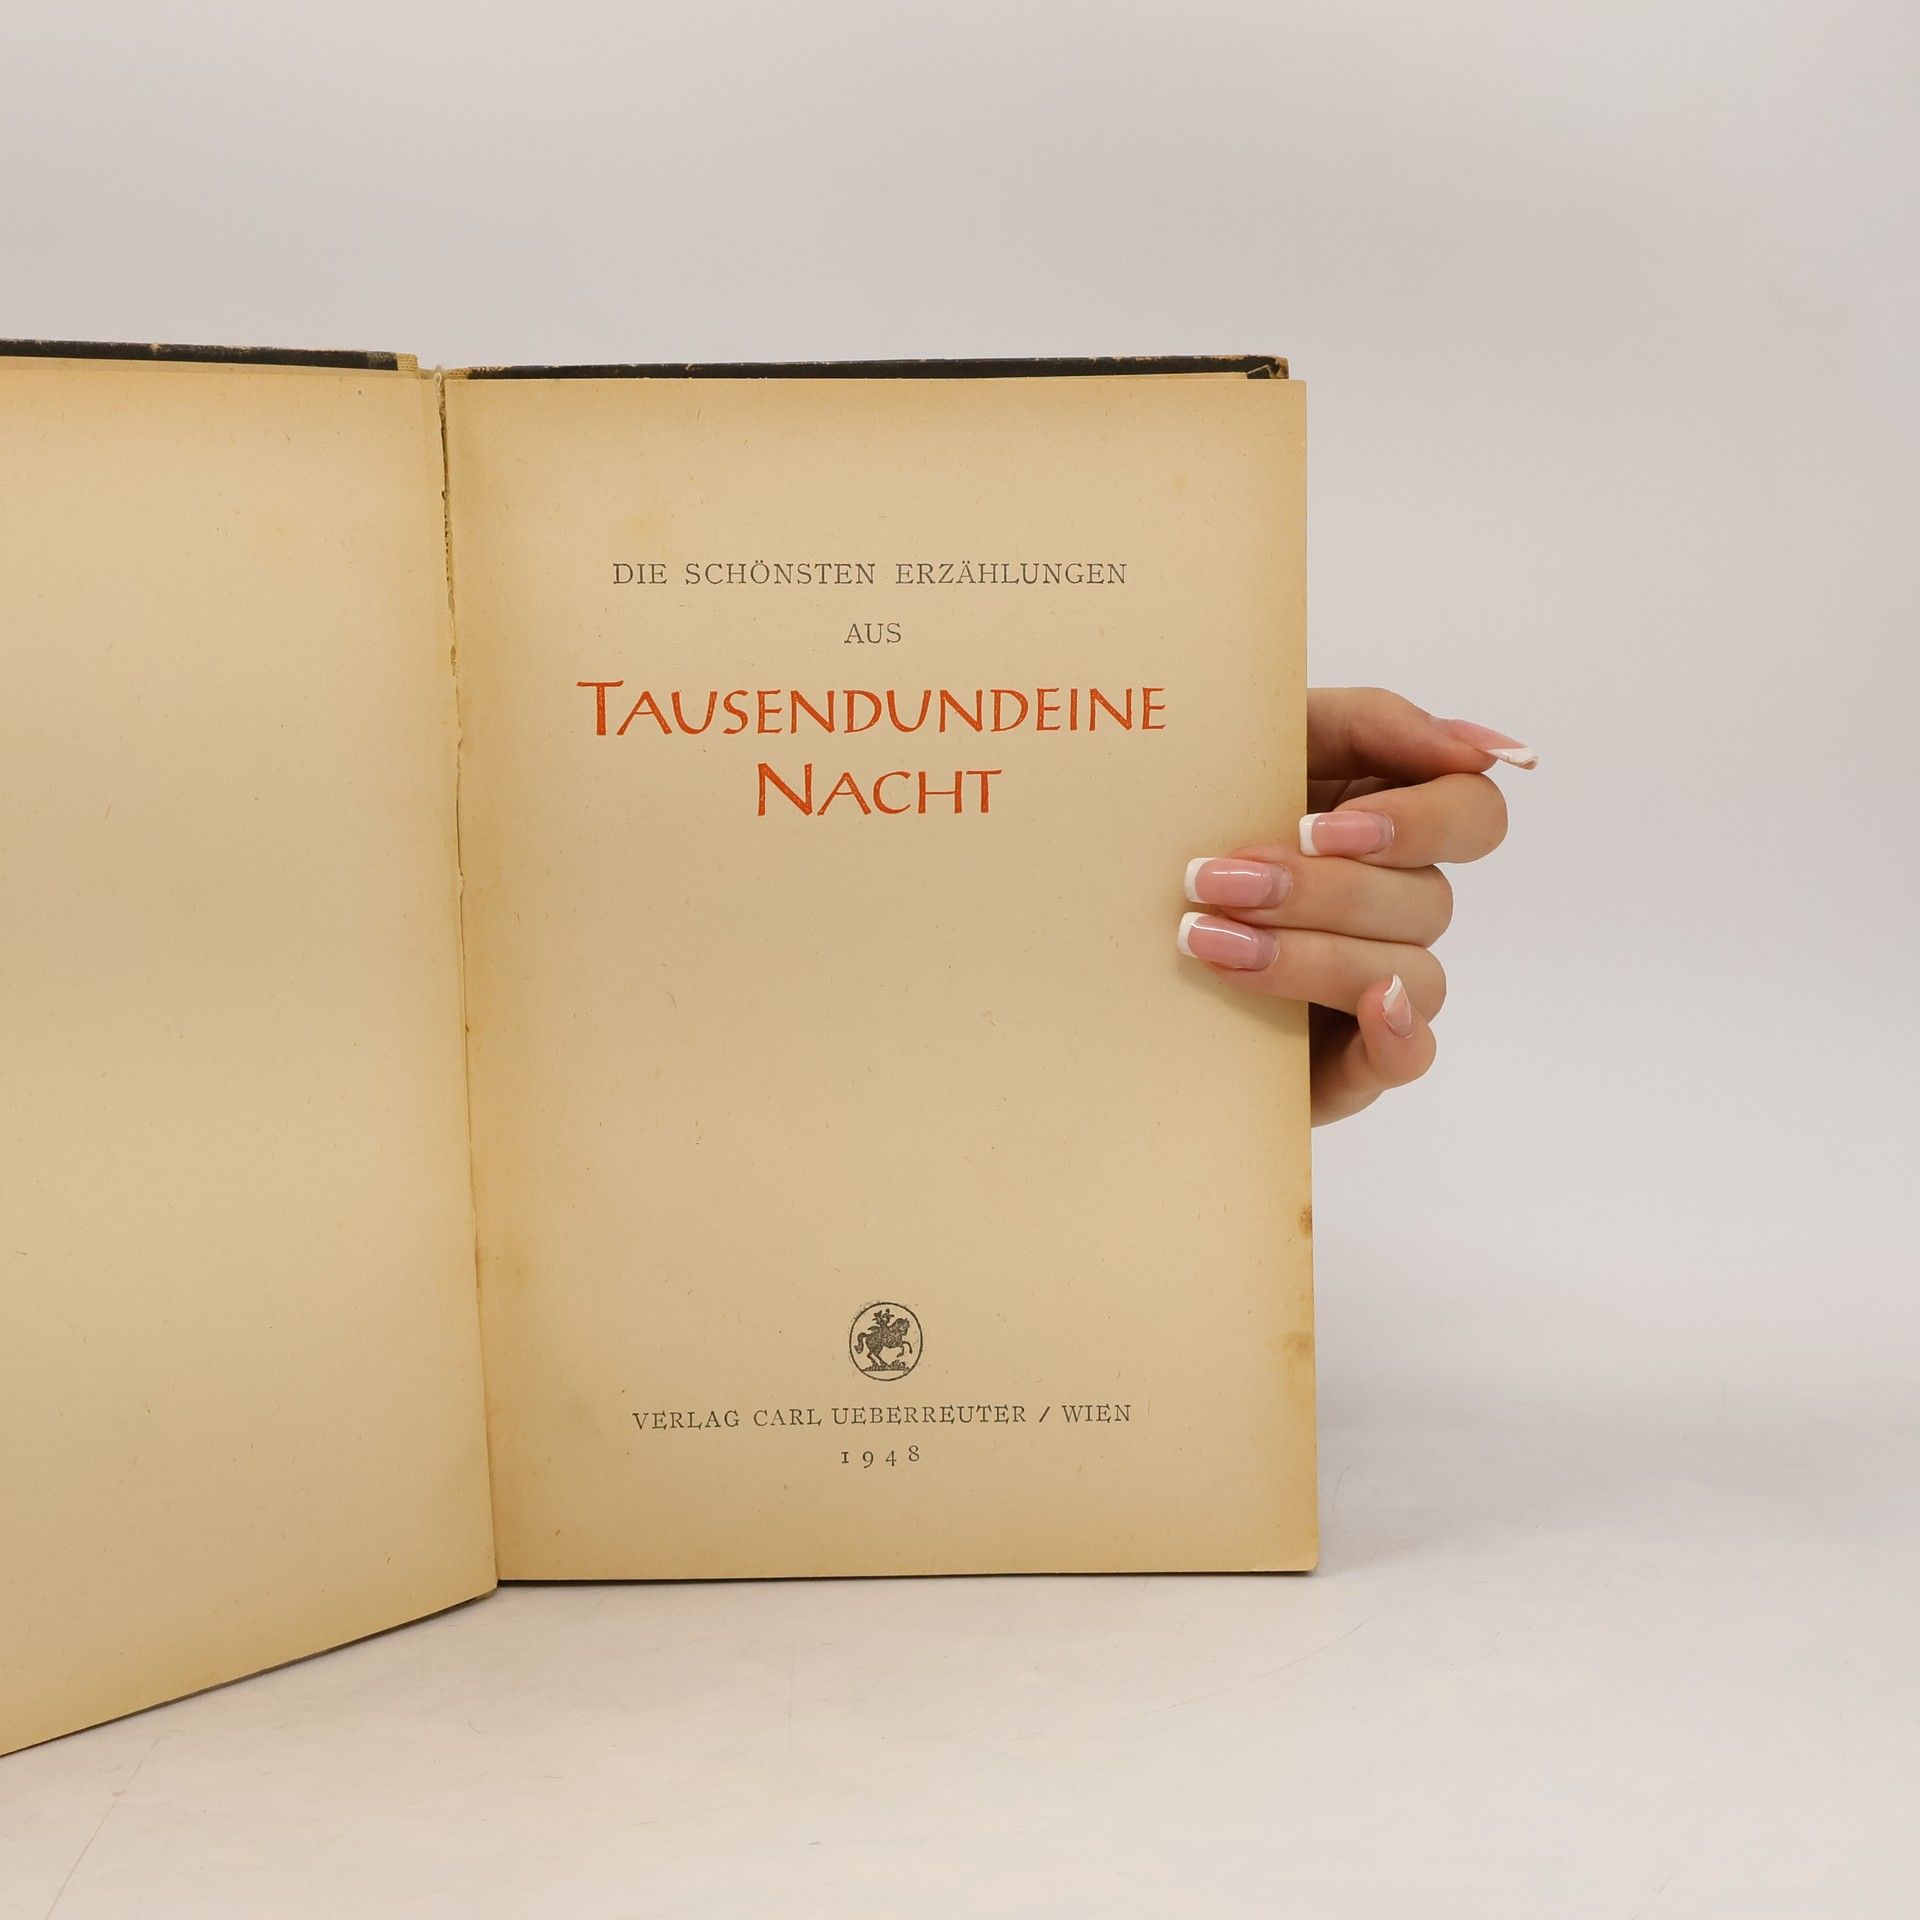 DIE SCHÖNSTEN ERZÄHLUNGEN
AUS
TAUSENDUNDEINE
NACHT
VERLAG CARL UEBERREUTER / WIEN
1948